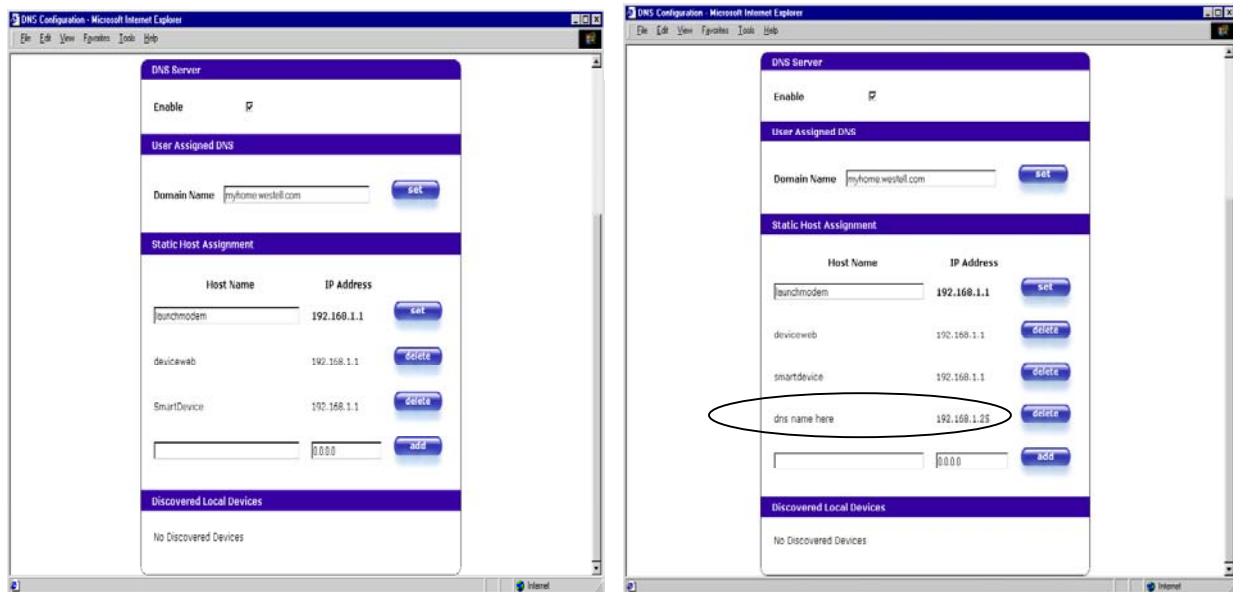 DNS Configuration - Microsoft Internet Explorer
File Edit View Favorites Tools Help
DNS Server
Enable
User Assigned DNS
Domain Name myhome.westell.com set
Static Host Assignment
Host Name IP Address
launchmodem 192.168.1.1 set
deviceweb 192.168.1.1 delete
SmartDevice 192.168.1.1 delete
0.0.0.0 add
Discovered Local Devices
No Discovered Devices
Internet
DNS Configuration - Microsoft Internet Explorer
File Edit View Favorites Tools Help
DNS Server
Enable
User Assigned DNS
Domain Name myhome.westell.com set
Static Host Assignment
Host Name IP Address
launchmodem 192.168.1.1 set
deviceweb 192.168.1.1 delete
smartdevice 192.168.1.1 delete
dns name here 192.168.1.25 delete
0.0.0.0 add
Discovered Local Devices
No Discovered Devices
Internet